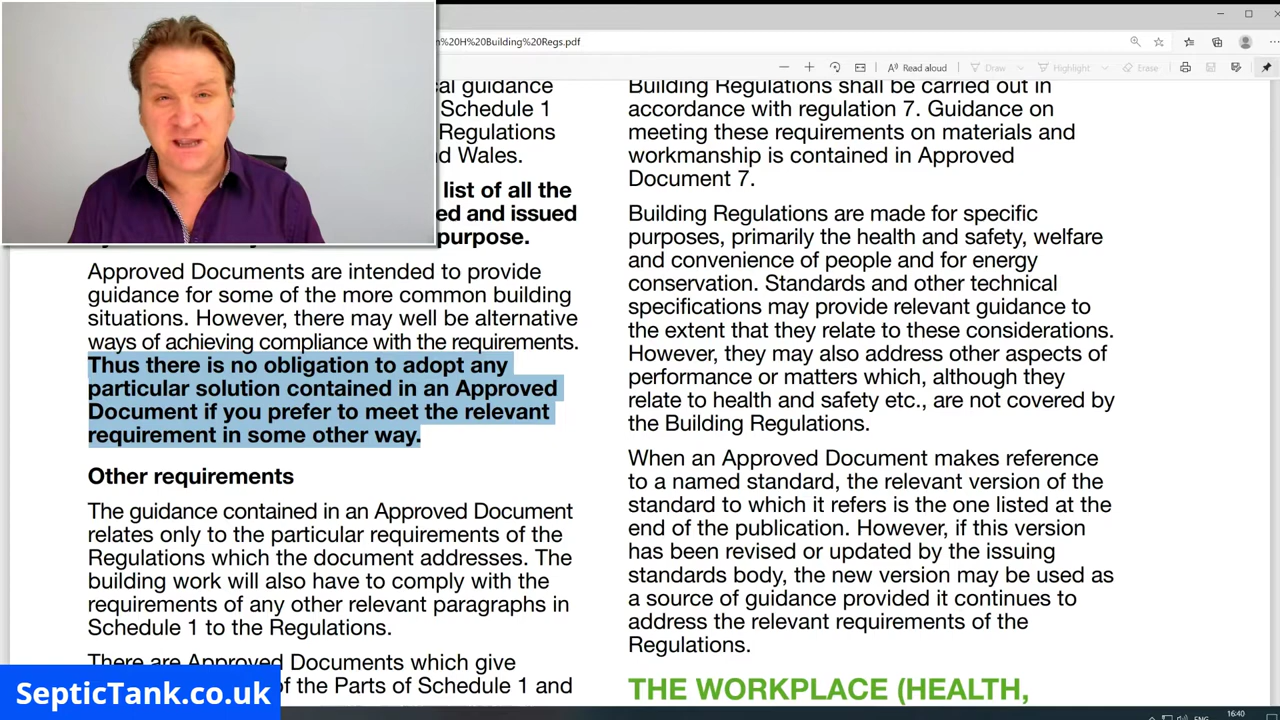 n%20H%20Building%20Regs.pdf
Read aloud
Draw
Highlight
Erase
al guidance
Schedule 1
Regulations
d Wales.
list of all the
ed and issued
purpose.
Approved Documents are intended to provide
guidance for some of the more common building
situations. However, there may well be alternative
ways of achieving compliance with the requirements.
Thus there is no obligation to adopt any
particular solution contained in an Approved
Document if you prefer to meet the relevant
requirement in some other way.
Other requirements
The guidance contained in an Approved Document
relates only to the particular requirements of the
Regulations which the document addresses. The
building work will also have to comply with the
requirements of any other relevant paragraphs in
Schedule 1 to the Regulations.
There are Approved Documents which give
of the Parts of Schedule 1 and
Building Regulations shall be carried out in
accordance with regulation 7. Guidance on
meeting these requirements on materials and
workmanship is contained in Approved
Document 7.
Building Regulations are made for specific
purposes, primarily the health and safety, welfare
and convenience of people and for energy
conservation. Standards and other technical
specifications may provide relevant guidance to
the extent that they relate to these considerations.
However, they may also address other aspects of
performance or matters which, although they
relate to health and safety etc., are not covered by
the Building Regulations.
When an Approved Document makes reference
to a named standard, the relevant version of the
standard to which it refers is the one listed at the
end of the publication. However, if this version
has been revised or updated by the issuing
standards body, the new version may be used as
a source of guidance provided it continues to
address the relevant requirements of the
Regulations.
THE WORKPLACE (HEALTH,
SepticTank.co.uk
ENG
16:40